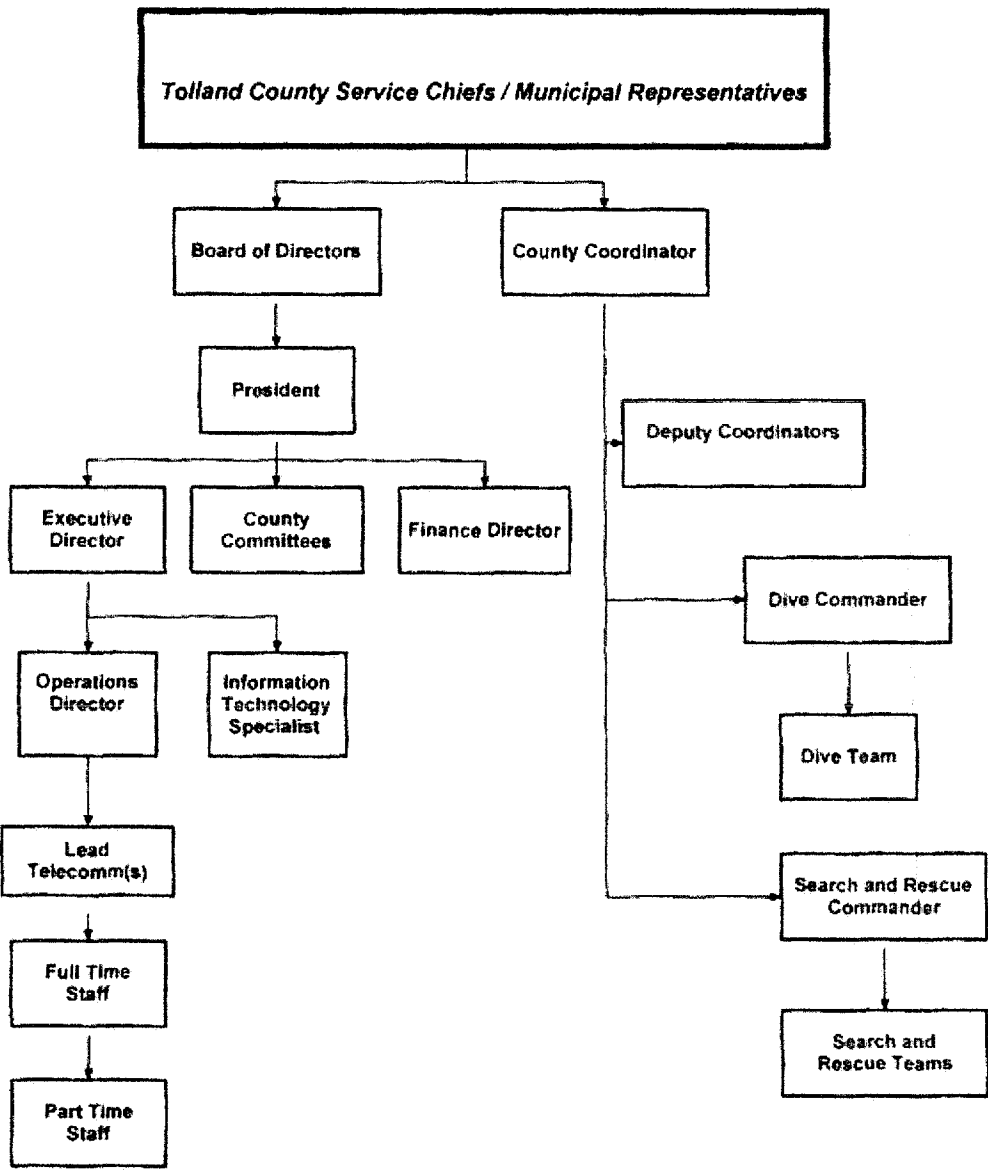 Tolland County Service Chiefs / Municipal Representatives
Board of Directors
County Coordinator
President
Deputy Coordinators
Executive
Director
County
Committees
Finance Director
Dive Commander
Operations
Director
Information
Technology
Specialist
Dive Team
Lead
Telecomm(s)
Search and Rescue
Commander
Full Time
Staff
Search and
Rescue Teams
Part Time
Staff